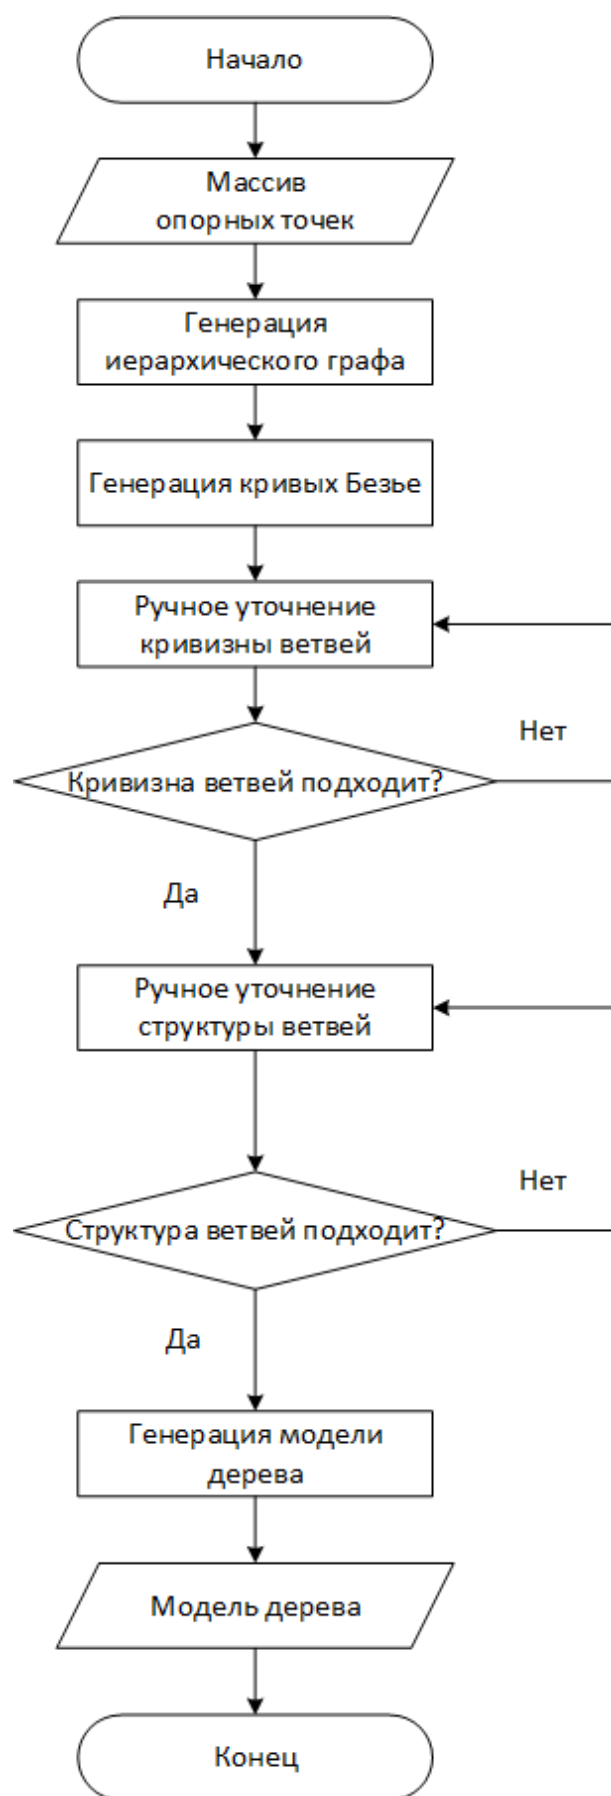 Начало
Массив
опорных точек
Генерация
иерархического графа
Генерация кривых Безье
Ручное уточнение
кривизны ветвей
Нет
Кривизна ветвей подходит?
Да
Ручное уточнение
структуры ветвей
Нет
Структура ветвей подходит?
Да
Генерация модели
дерева
Модель дерева
Конец